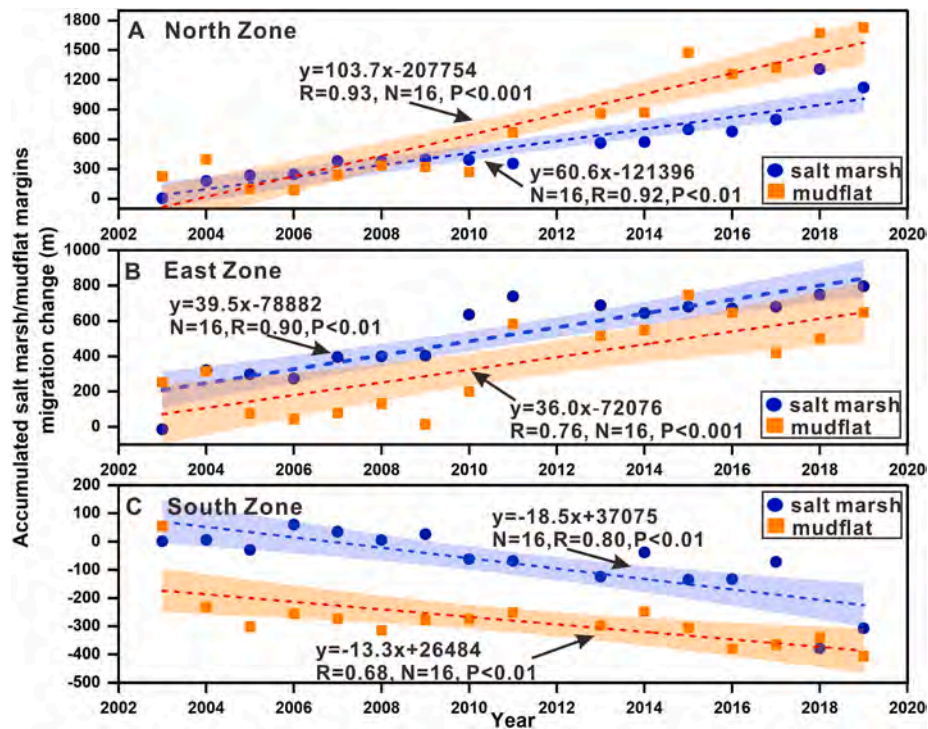 Accumulated salt marsh/mudflat margins
migration change (m)
A North Zone
1800
1500
1200
900
600
300
0
y=103.7x-207754
R=0.93, N=16, P<0.001
y=60.6x-121396
N=16,R=0.92,P<0.01
salt marsh
mudflat
2002 2004 2006 2008 2010 2012 2014 2016 2018 2020
B East Zone
1000
800
600
400
200
0
y=39.5x-78882
N=16,R=0.90,P<0.01
y=36.0x-72076
R=0.76, N=16, P<0.001
salt marsh
mudflat
2002 2004 2006 2008 2010 2012 2014 2016 2018 2020
C South Zone
200
100
0
-100
-200
-300
-400
-500
y=-18.5x+37075
N=16,R=0.80,P<0.01
y=-13.3x+26484
R=0.68, N=16, P<0.01
salt marsh
mudflat
2002 2004 2006 2008 2010 2012 2014 2016 2018 2020
Year